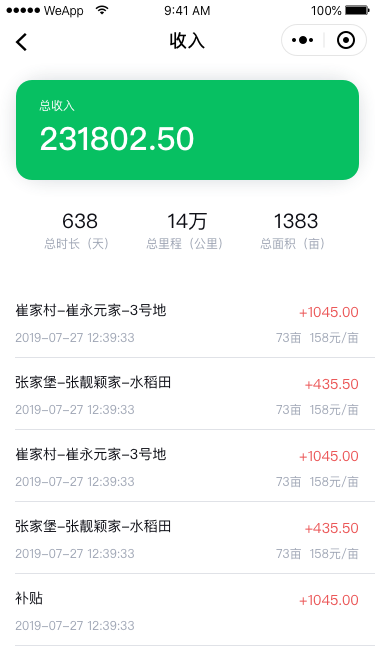 WeApp 9:41 AM 100%
收入
总收入
231802.50
638 14万 1383
总时长（天） 总里程（公里） 总面积（亩）
崔家村-崔永元家-3号地 +1045.00
2019-07-27 12:39:33 73亩 158元/亩
张家堡-张靓颖家-水稻田 +435.50
2019-07-27 12:39:33 73亩 158元/亩
崔家村-崔永元家-3号地 +1045.00
2019-07-27 12:39:33 73亩 158元/亩
张家堡-张靓颖家-水稻田 +435.50
2019-07-27 12:39:33 73亩 158元/亩
补贴 +1045.00
2019-07-27 12:39:33